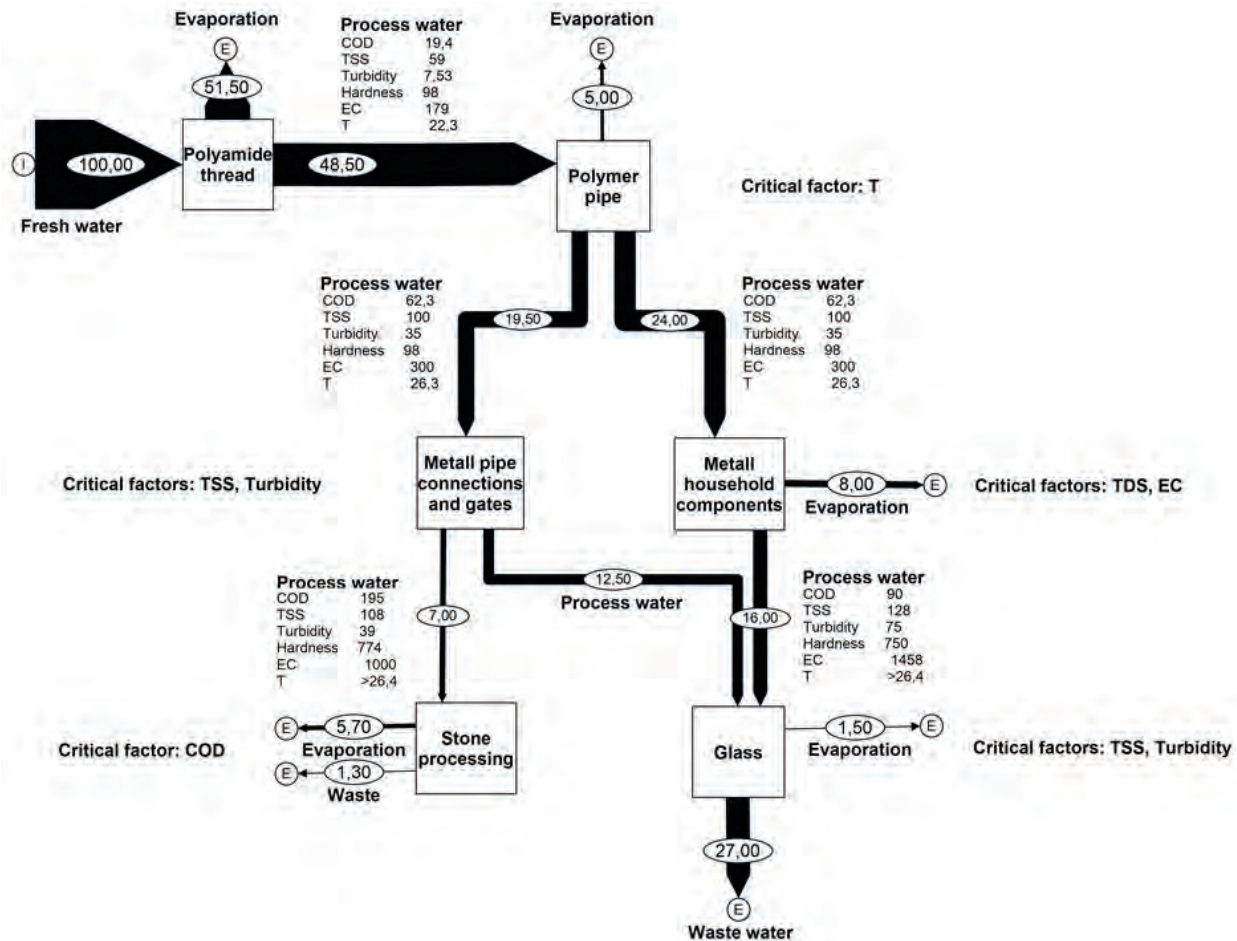 Evaporation
E
51,50
Process water
COD 19,4
TSS 59
Turbidity 7,53
Hardness 98
EC 179
T 22,3
Evaporation
E
5,00
I
100,00
Fresh water
Polyamide
thread
48,50
Polymer
pipe
Critical factor: T
Process water
COD 62,3
TSS 100
Turbidity 35
Hardness 98
EC 300
T 26,3
19,50
24,00
Process water
COD 62,3
TSS 100
Turbidity 35
Hardness 98
EC 300
T 26,3
Critical factors: TSS, Turbidity
Metall pipe
connections
and gates
Metall
household
components
8,00
E
Evaporation
Critical factors: TDS, EC
Process water
COD 195
TSS 108
Turbidity 39
Hardness 774
EC 1000
T >26,4
7,00
12,50
Process water
16,00
Process water
COD 90
TSS 128
Turbidity 75
Hardness 750
EC 1458
T >26,4
Critical factor: COD
E
5,70
Evaporation
E
1,30
Waste
Stone
processing
Glass
1,50
E
Evaporation
Critical factors: TSS, Turbidity
27,00
E
Waste water